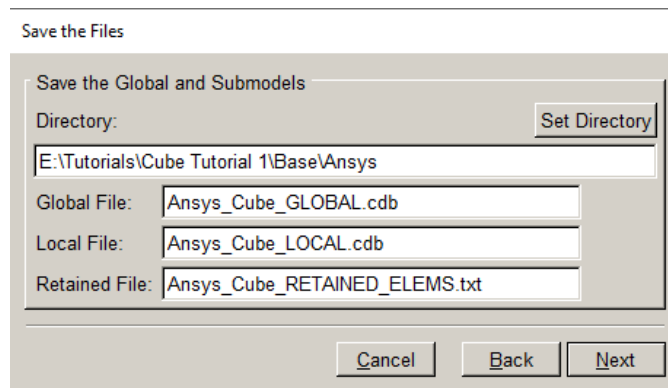 Save the Files
Save the Global and Submodels
Directory:
Set Directory
E:\Tutorials\Cube Tutorial 1\Base\Ansys
Global File: Ansys_Cube_GLOBAL.cdb
Local File: Ansys_Cube_LOCAL.cdb
Retained File: Ansys_Cube_RETAINED_ELEMS.txt
Cancel Back Next